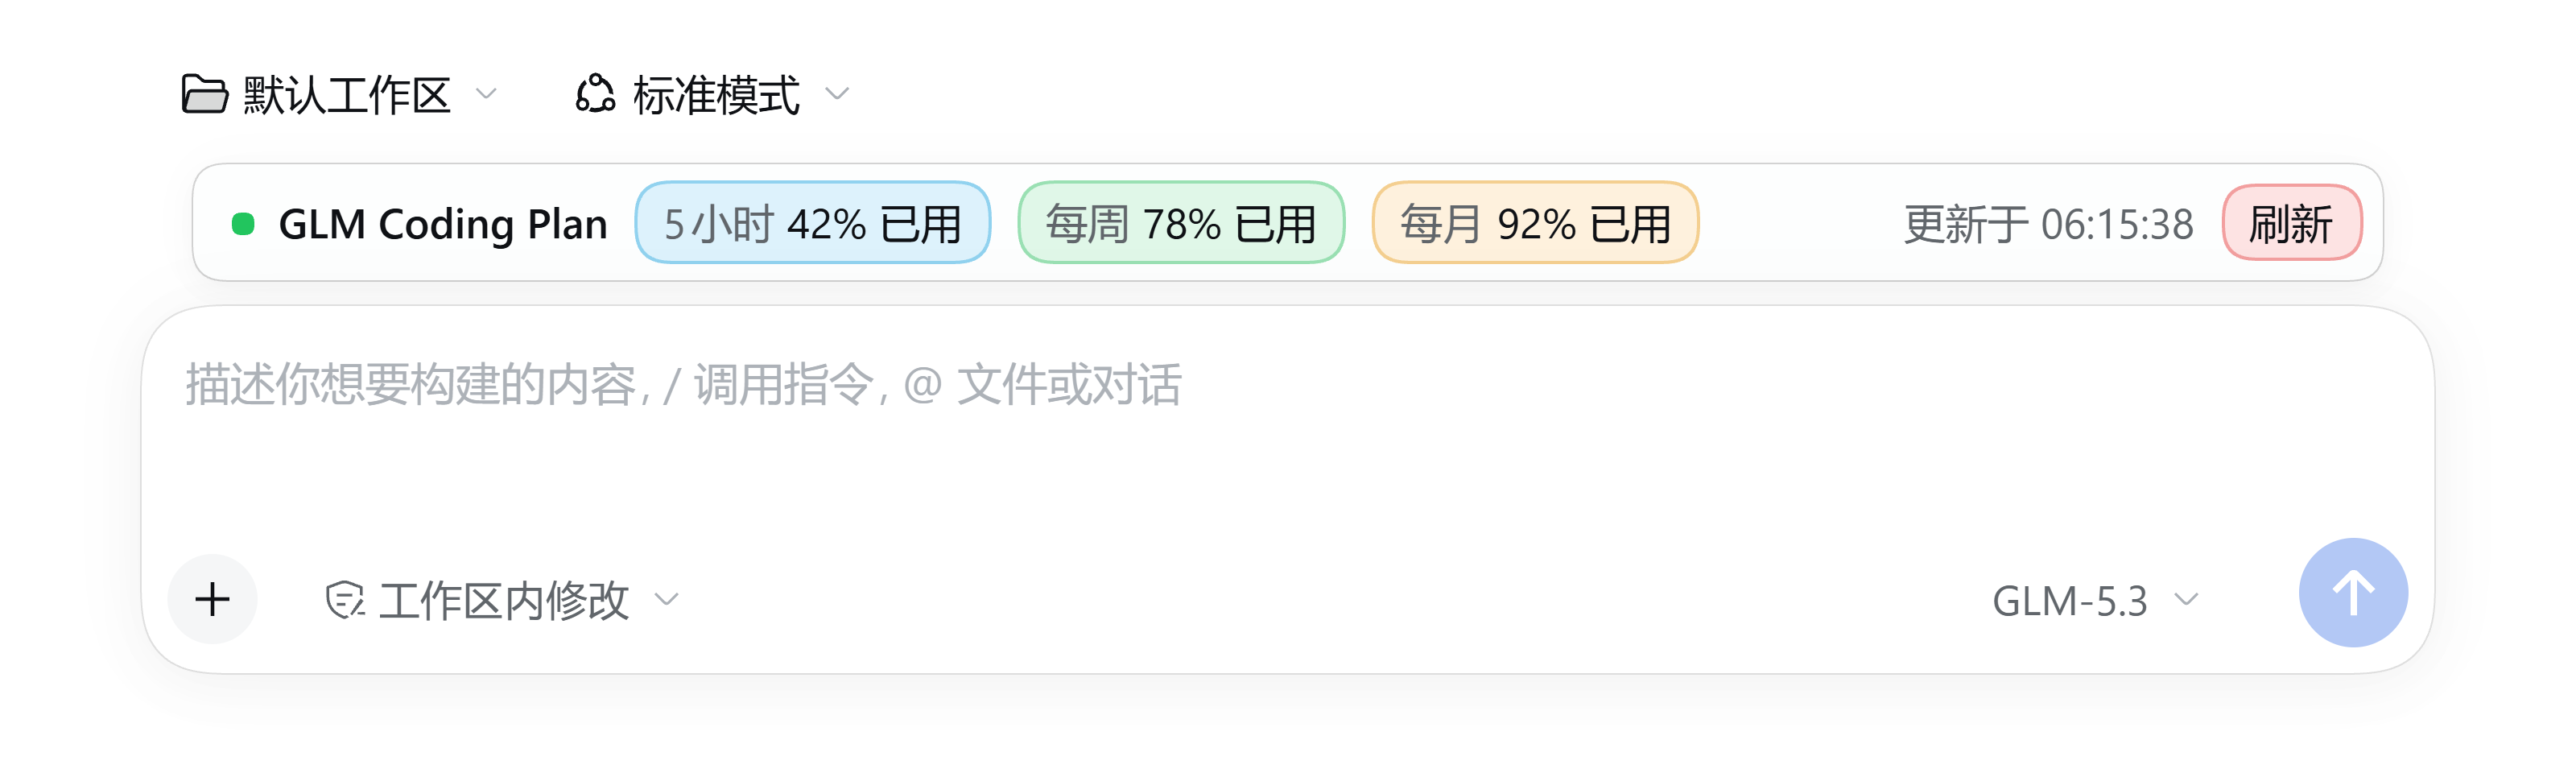 默认工作区 标准模式
GLM Coding Plan 5 小时 42% 已用 每周 78% 已用 每月 92% 已用 更新于 06:15:38 刷新
描述你想要构建的内容, / 调用指令, @ 文件或对话
工作区内修改 GLM-5.3